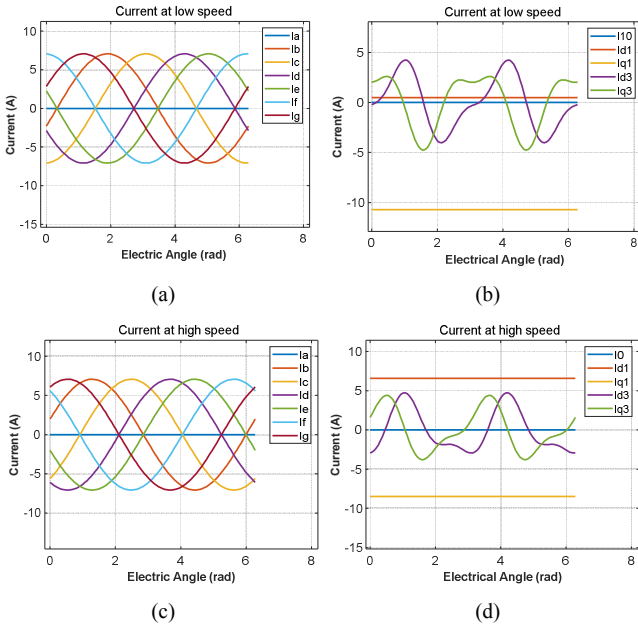 Current at low speed
10
5
0
-5
-10
-15
Current (A)
0 2 4 6 8
Electric Angle (rad)
Ia
Ib
Ic
Id
Ie
If
Ig
(a)
Current at low speed
5
0
-5
-10
Current (A)
0 2 4 6 8
Electrical Angle (rad)
I10
Id1
Iq1
Id3
Iq3
(b)
Current at high speed
10
5
0
-5
-10
Current (A)
0 2 4 6 8
Electric Angle (rad)
Ia
Ib
Ic
Id
Ie
If
Ig
(c)
Current at high speed
10
5
0
-5
-10
-15
Current (A)
0 2 4 6 8
Electrical Angle (rad)
I0
Id1
Iq1
Id3
Iq3
(d)